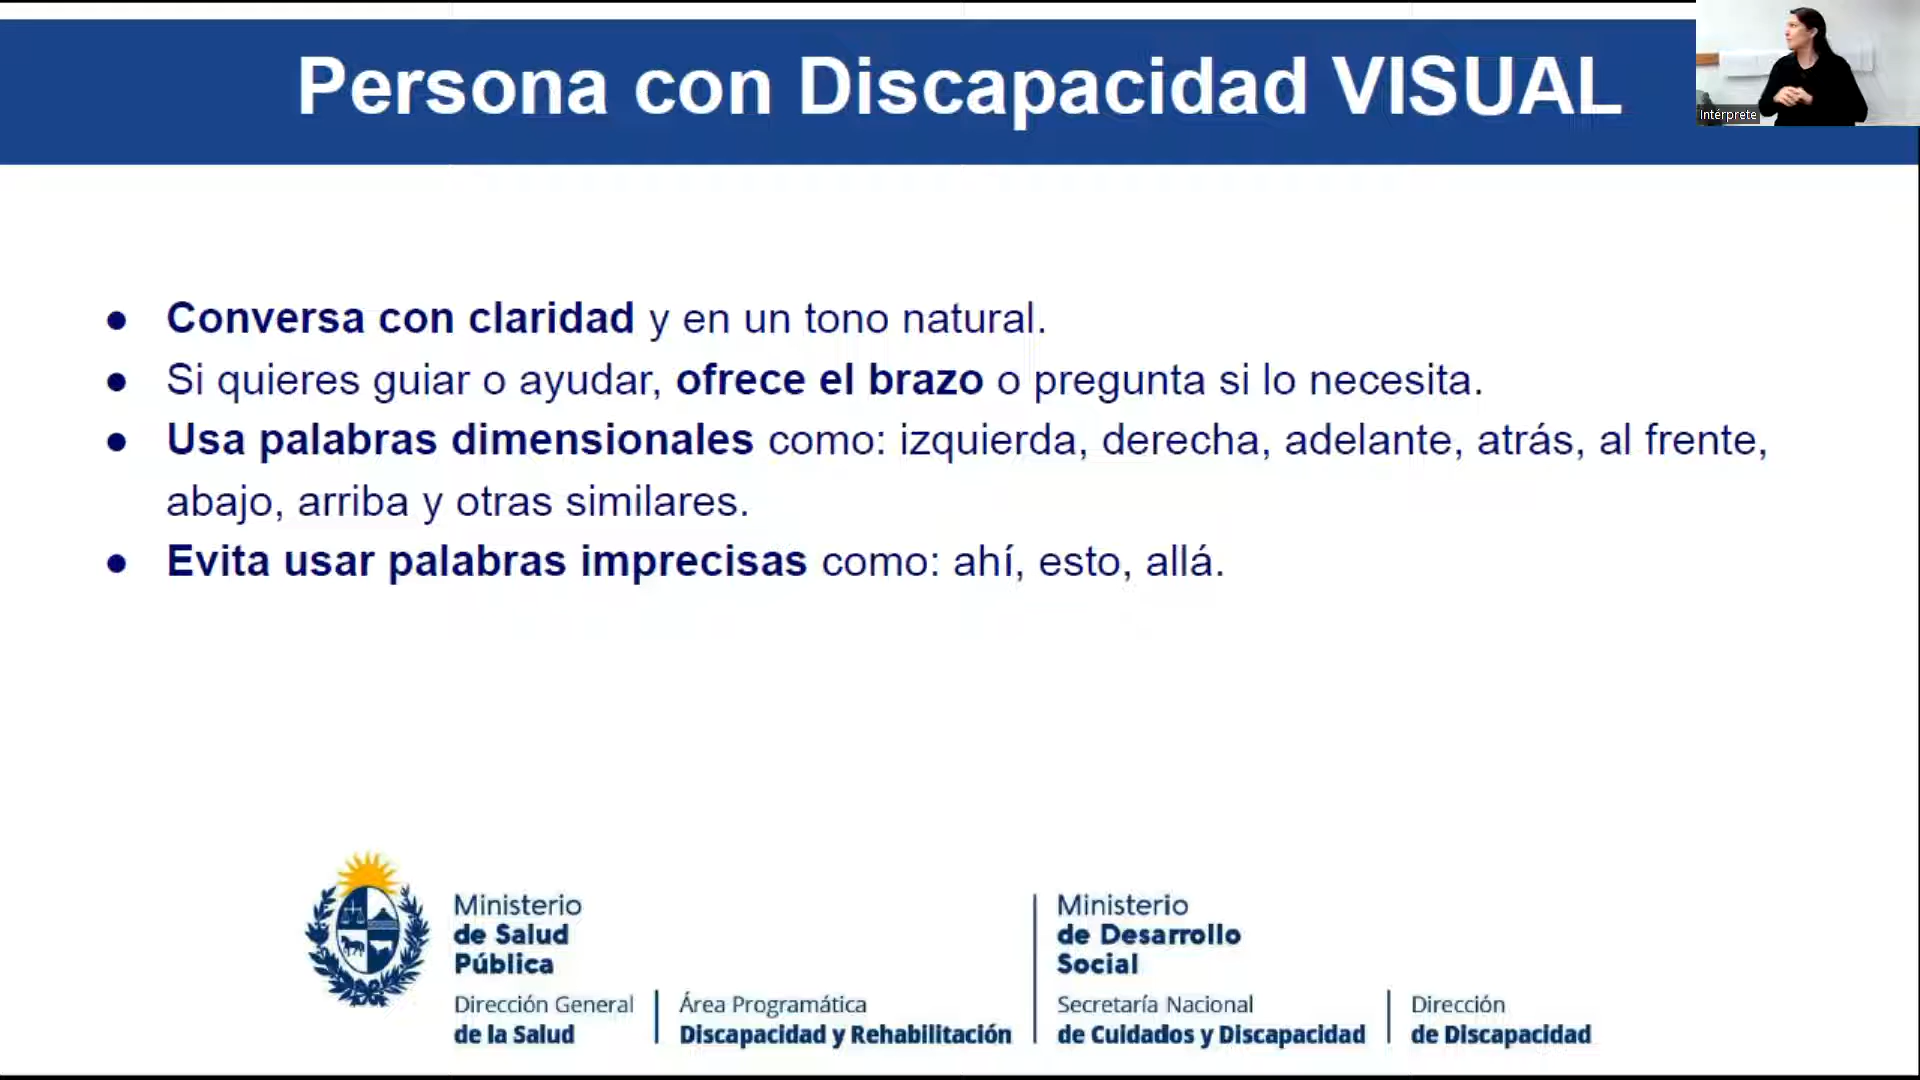 Persona con Discapacidad VISUAL
Intérprete
● Conversa con claridad y en un tono natural.
● Si quieres guiar o ayudar, ofrece el brazo o pregunta si lo necesita.
● Usa palabras dimensionales como: izquierda, derecha, adelante, atrás, al frente,
abajo, arriba y otras similares.
● Evita usar palabras imprecisas como: ahí, esto, allá.
Ministerio
de Salud
Pública
Dirección General
de la Salud
Área Programática
Discapacidad y Rehabilitación
Ministerio
de Desarrollo
Social
Secretaría Nacional
de Cuidados y Discapacidad
Dirección
de Discapacidad